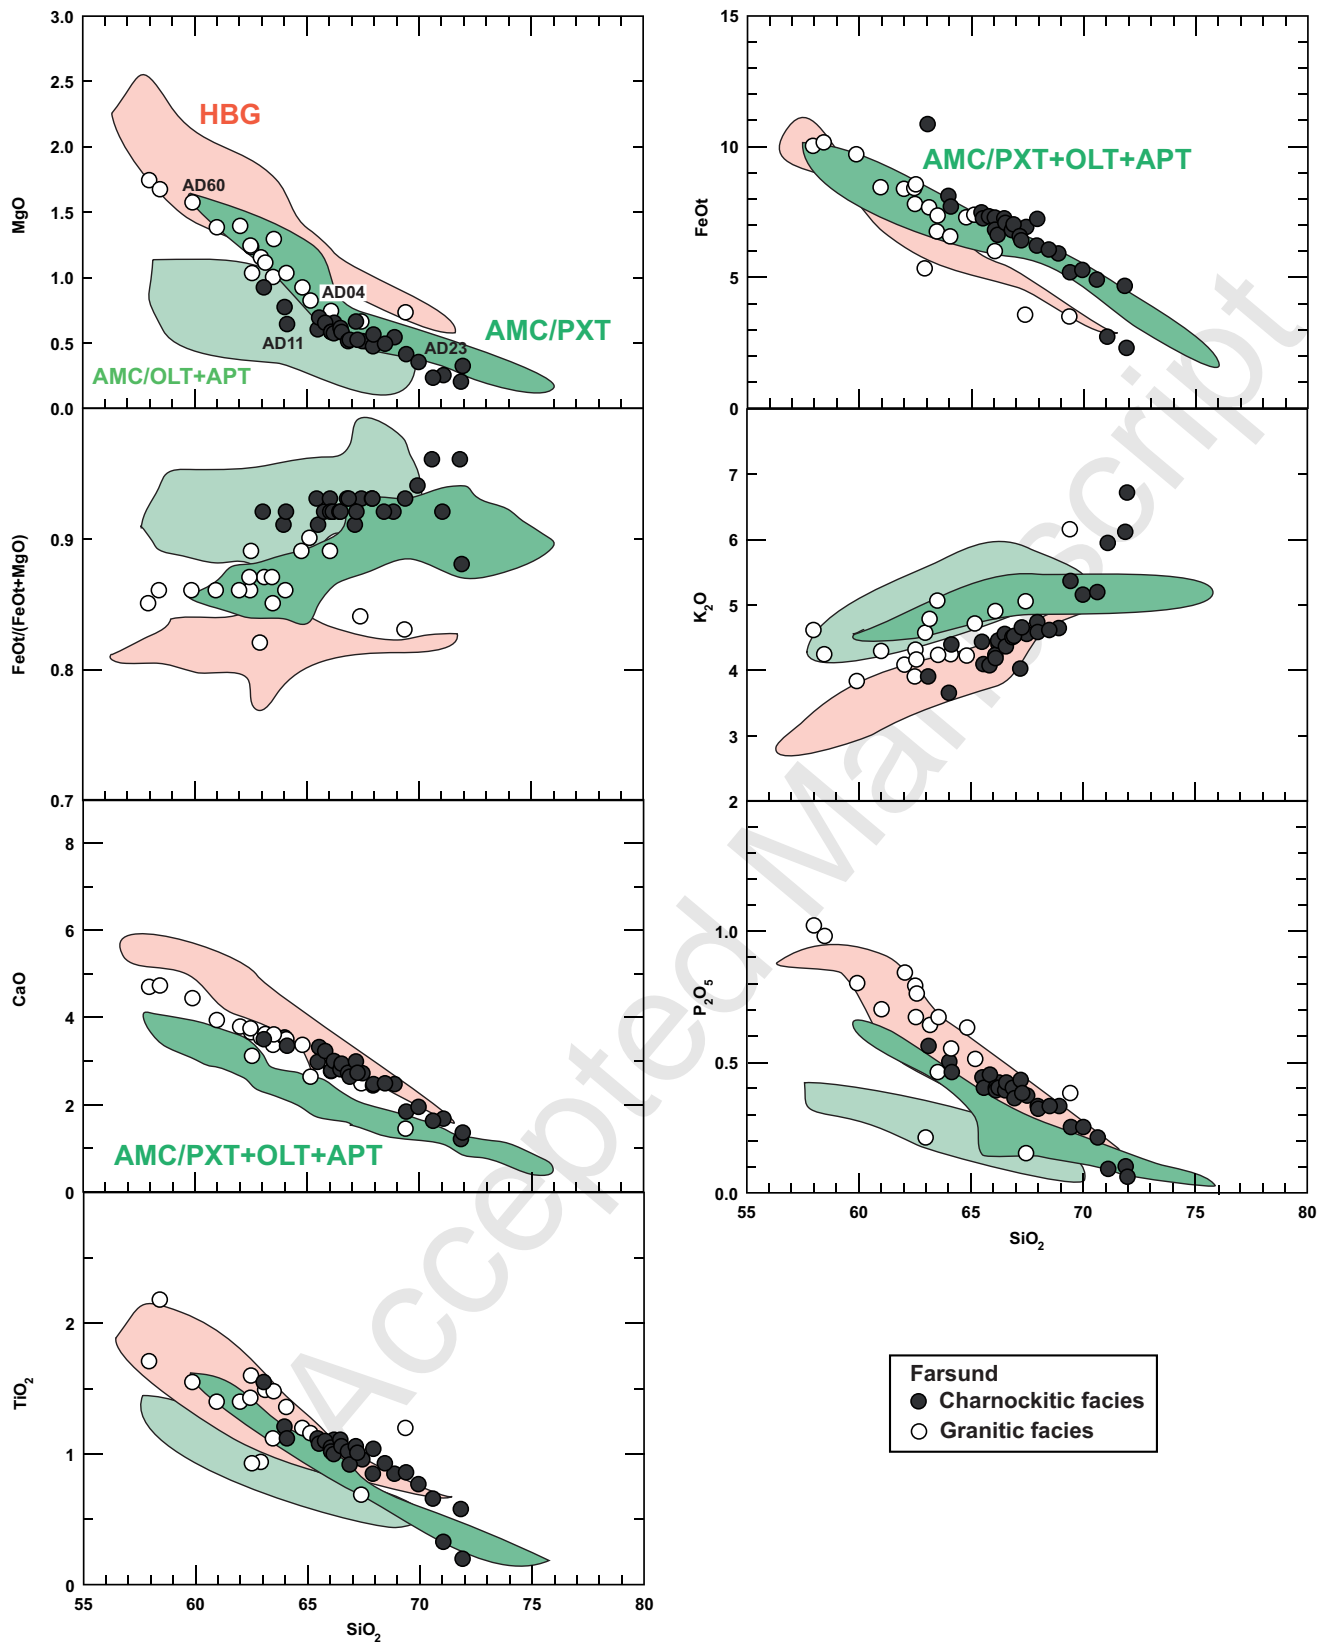 3.0
2.5
2.0
1.5
1.0
0.5
0.0
MgO
HBG
AD60
AD04
AD11
AD23
AMC/PXT
AMC/OLT+APT
15
10
5
0
FeOt
AMC/PXT+OLT+APT
0.9
0.8
0.7
FeOt/(FeOt+MgO)
7
6
5
4
3
2
K2O
8
6
4
2
0
CaO
AMC/PXT+OLT+APT
1.0
0.5
0.0
P2O5
55 60 65 70 75 80
SiO2
2
1
0
TiO2
55 60 65 70 75 80
SiO2
Farsund
Charnockitic facies
Granitic facies
Accepted Manuscript